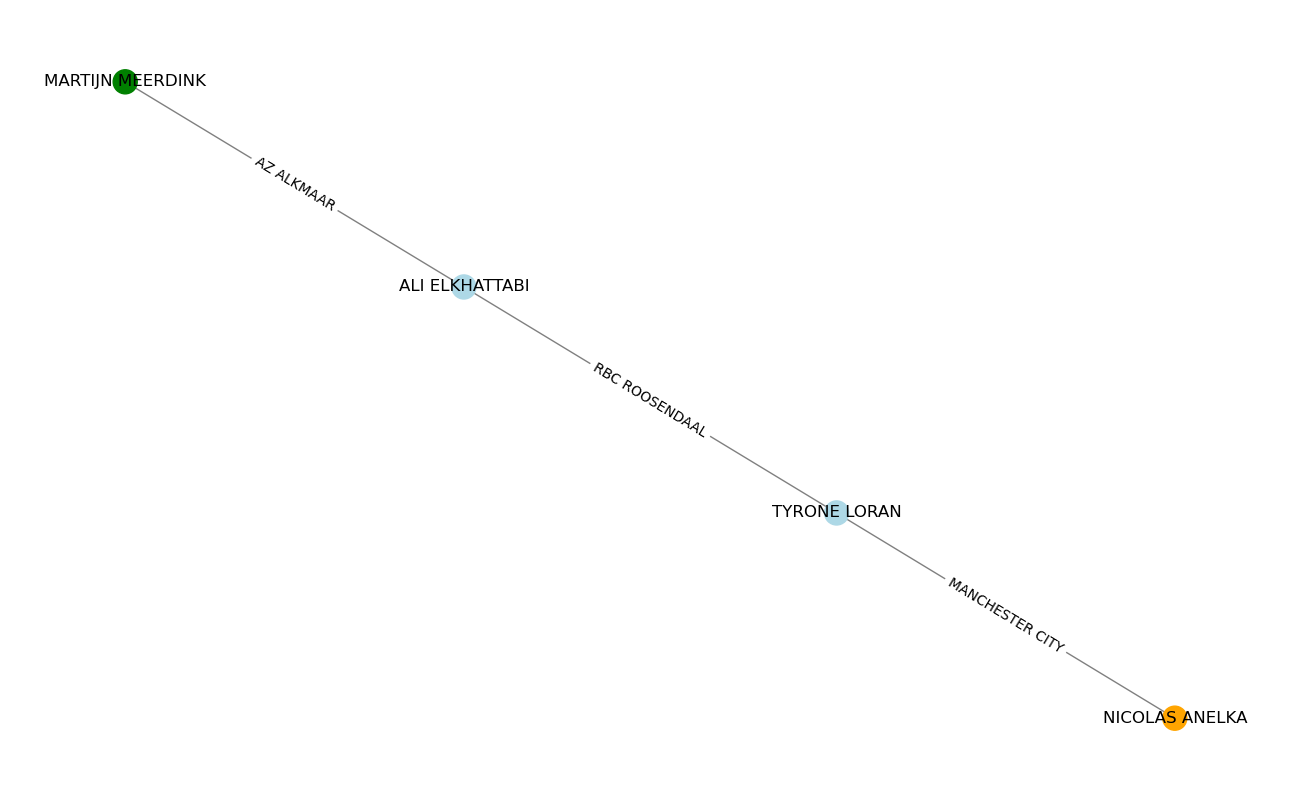 MARTIJN MEERDINK
AZ ALKMAAR
ALI ELKHATTABI
RBC ROOSENDAAL
TYRONE LORAN
MANCHESTER CITY
NICOLAS ANELKA